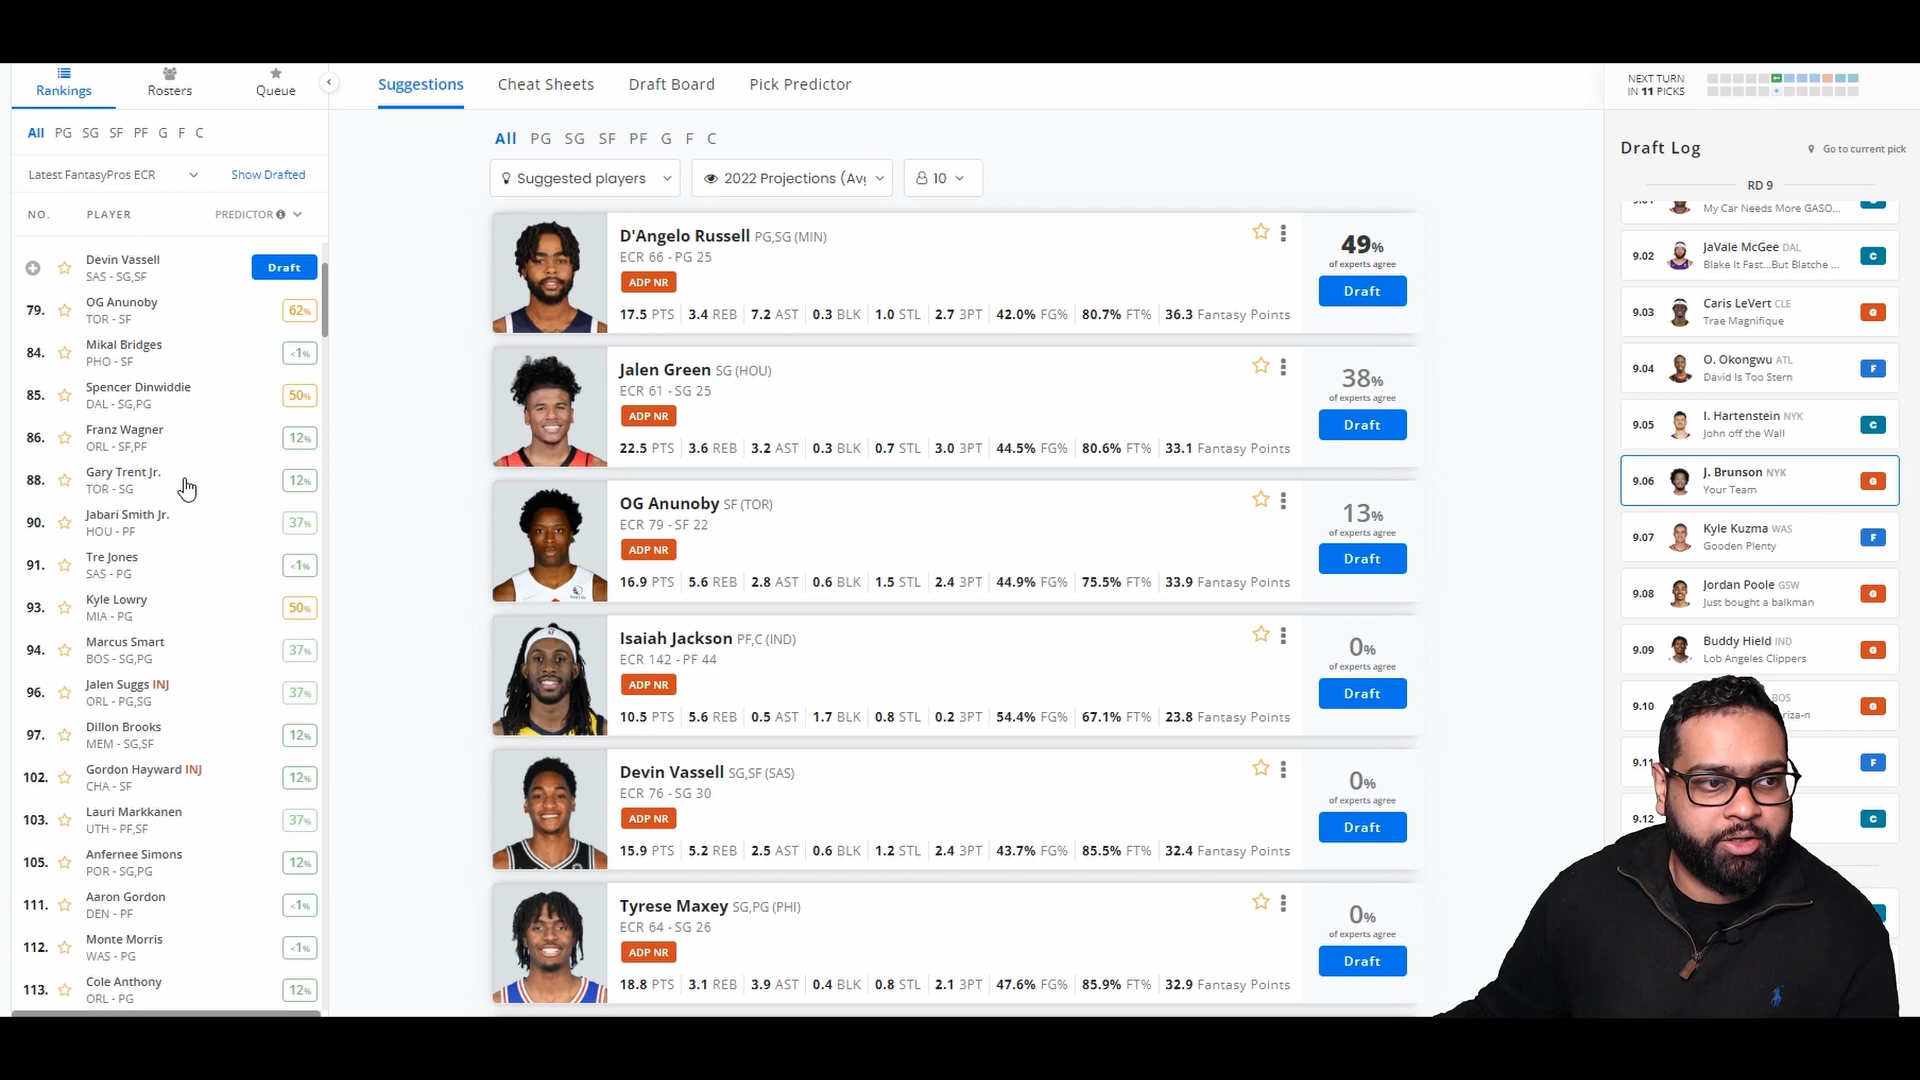 Rankings
Rosters
Queue
All PG SG SF PF G F C
Latest FantasyPros ECR
Show Drafted
NO. PLAYER PREDICTOR
Devin Vassell
SAS - SG,SF
Draft
79. OG Anunoby
TOR - SF
62%
84. Mikal Bridges
PHO - SF
<1%
85. Spencer Dinwiddie
DAL - SG,PG
50%
86. Franz Wagner
ORL - SF,PF
12%
88. Gary Trent Jr.
TOR - SG
12%
90. Jabari Smith Jr.
HOU - PF
37%
91. Tre Jones
SAS - PG
<1%
93. Kyle Lowry
MIA - PG
50%
94. Marcus Smart
BOS - SG,PG
37%
96. Jalen Suggs INJ
ORL - PG,SG
37%
97. Dillon Brooks
MEM - SG,SF
12%
102. Gordon Hayward INJ
CHA - SF
12%
103. Lauri Markkanen
UTH - PF,SF
37%
105. Anfernee Simons
POR - SG,PG
12%
111. Aaron Gordon
DEN - PF
<1%
112. Monte Morris
WAS - PG
<1%
113. Cole Anthony
ORL - PG
12%
Suggestions
Cheat Sheets
Draft Board
Pick Predictor
All PG SG SF PF G F C
Suggested players
2022 Projections (Avg
10
D'Angelo Russell PG,SG (MIN)
ECR 66 - PG 25
ADP NR
17.5 PTS 3.4 REB 7.2 AST 0.3 BLK 1.0 STL 2.7 3PT 42.0% FG% 80.7% FT% 36.3 Fantasy Points
49%
of experts agree
Draft
Jalen Green SG (HOU)
ECR 61 - SG 25
ADP NR
22.5 PTS 3.6 REB 3.2 AST 0.3 BLK 0.7 STL 3.0 3PT 44.5% FG% 80.6% FT% 33.1 Fantasy Points
38%
of experts agree
Draft
OG Anunoby SF (TOR)
ECR 79 - SF 22
ADP NR
16.9 PTS 5.6 REB 2.8 AST 0.6 BLK 1.5 STL 2.4 3PT 44.9% FG% 75.5% FT% 33.9 Fantasy Points
13%
of experts agree
Draft
Isaiah Jackson PF,C (IND)
ECR 142 - PF 44
ADP NR
10.5 PTS 5.6 REB 0.5 AST 1.7 BLK 0.8 STL 0.2 3PT 54.4% FG% 67.1% FT% 23.8 Fantasy Points
0%
of experts agree
Draft
Devin Vassell SG,SF (SAS)
ECR 76 - SG 30
ADP NR
15.9 PTS 5.2 REB 2.5 AST 0.6 BLK 1.2 STL 2.4 3PT 43.7% FG% 85.5% FT% 32.4 Fantasy Points
0%
of experts agree
Draft
Tyrese Maxey SG,PG (PHI)
ECR 64 - SG 26
ADP NR
18.8 PTS 3.1 REB 3.9 AST 0.4 BLK 0.8 STL 2.1 3PT 47.6% FG% 85.9% FT% 32.9 Fantasy Points
0%
of experts agree
Draft
NEXT TURN
IN 11 PICKS
Draft Log
Go to current pick
RD 9
My Car Needs More GASO...
9.02 JaVale McGee DAL
Blake It Fast...But Blatche ...
C
9.03 Caris LeVert CLE
Trae Magnifique
G
9.04 O. Okongwu ATL
David Is Too Stern
F
9.05 I. Hartenstein NYK
John off the Wall
C
9.06 J. Brunson NYK
Your Team
G
9.07 Kyle Kuzma WAS
Gooden Plenty
F
9.08 Jordan Poole GSW
Just bought a balkman
G
9.09 Buddy Hield IND
Lob Angeles Clippers
G
9.10 BOS
riza-n
G
9.11
F
9.12
C